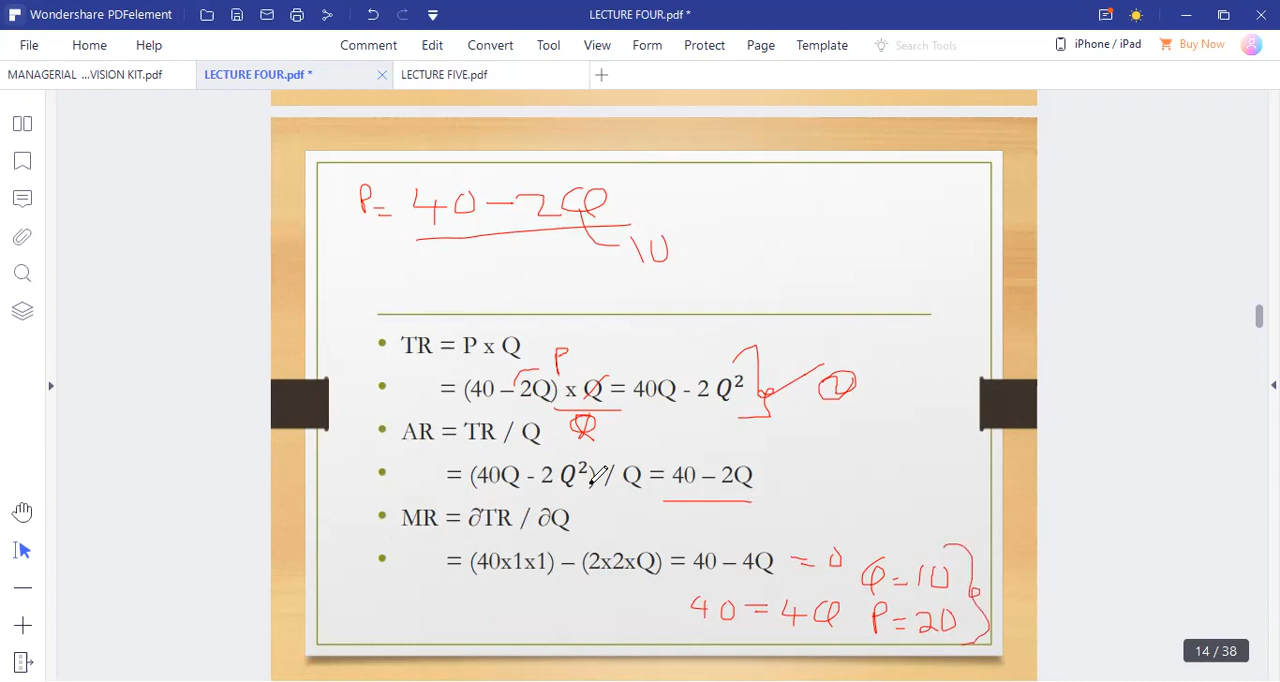 Wondershare PDFelement
LECTURE FOUR.pdf *
File Home Help Comment Edit Convert Tool View Form Protect Page Template Search Tools iPhone / iPad Buy Now
MANAGERIAL ...VISION KIT.pdf LECTURE FOUR.pdf * LECTURE FIVE.pdf
P = 40 - 2Q
10
• TR = P x Q
P
• = (40 – 2Q) x Q = 40Q - 2 Q² 2
Q
• AR = TR / Q
• = (40Q - 2 Q²) / Q = 40 – 2Q
• MR = ∂TR / ∂Q
• = (40x1x1) – (2x2xQ) = 40 – 4Q = 0
Q = 10
40 = 4Q P = 20
14 / 38